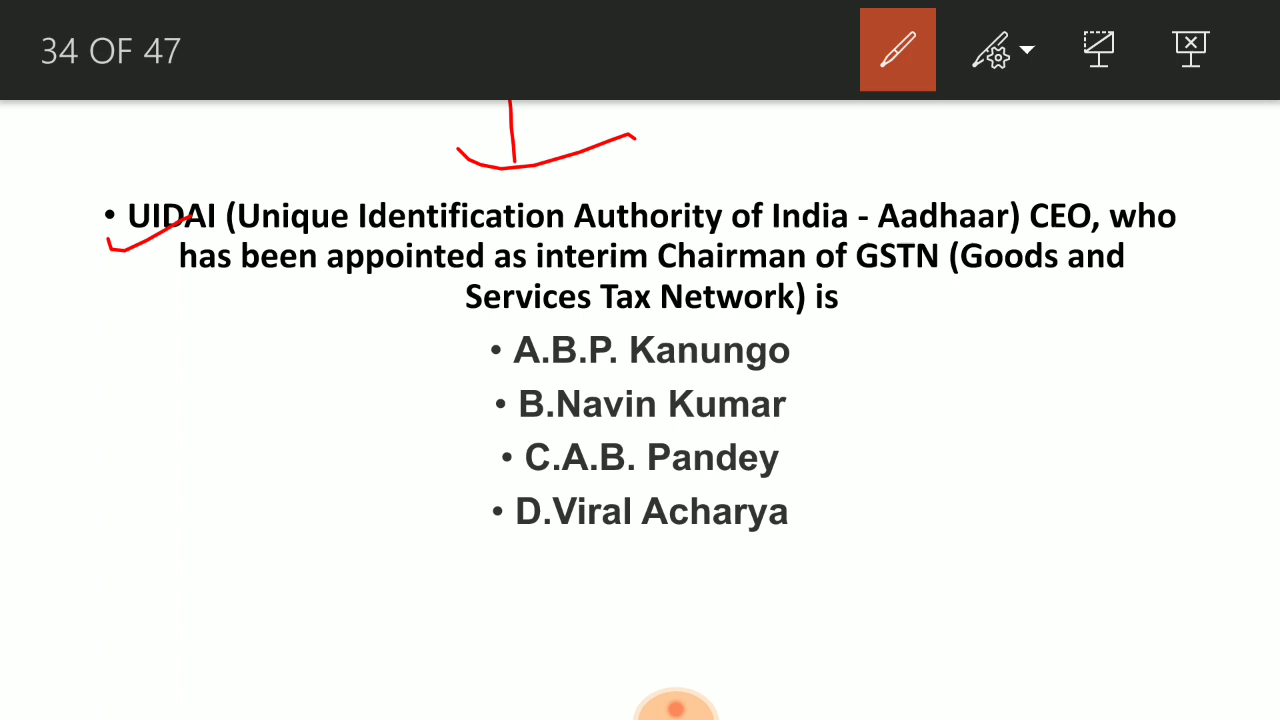 34 OF 47
• UIDAI (Unique Identification Authority of India - Aadhaar) CEO, who
has been appointed as interim Chairman of GSTN (Goods and
Services Tax Network) is
• A.B.P. Kanungo
• B.Navin Kumar
• C.A.B. Pandey
• D.Viral Acharya